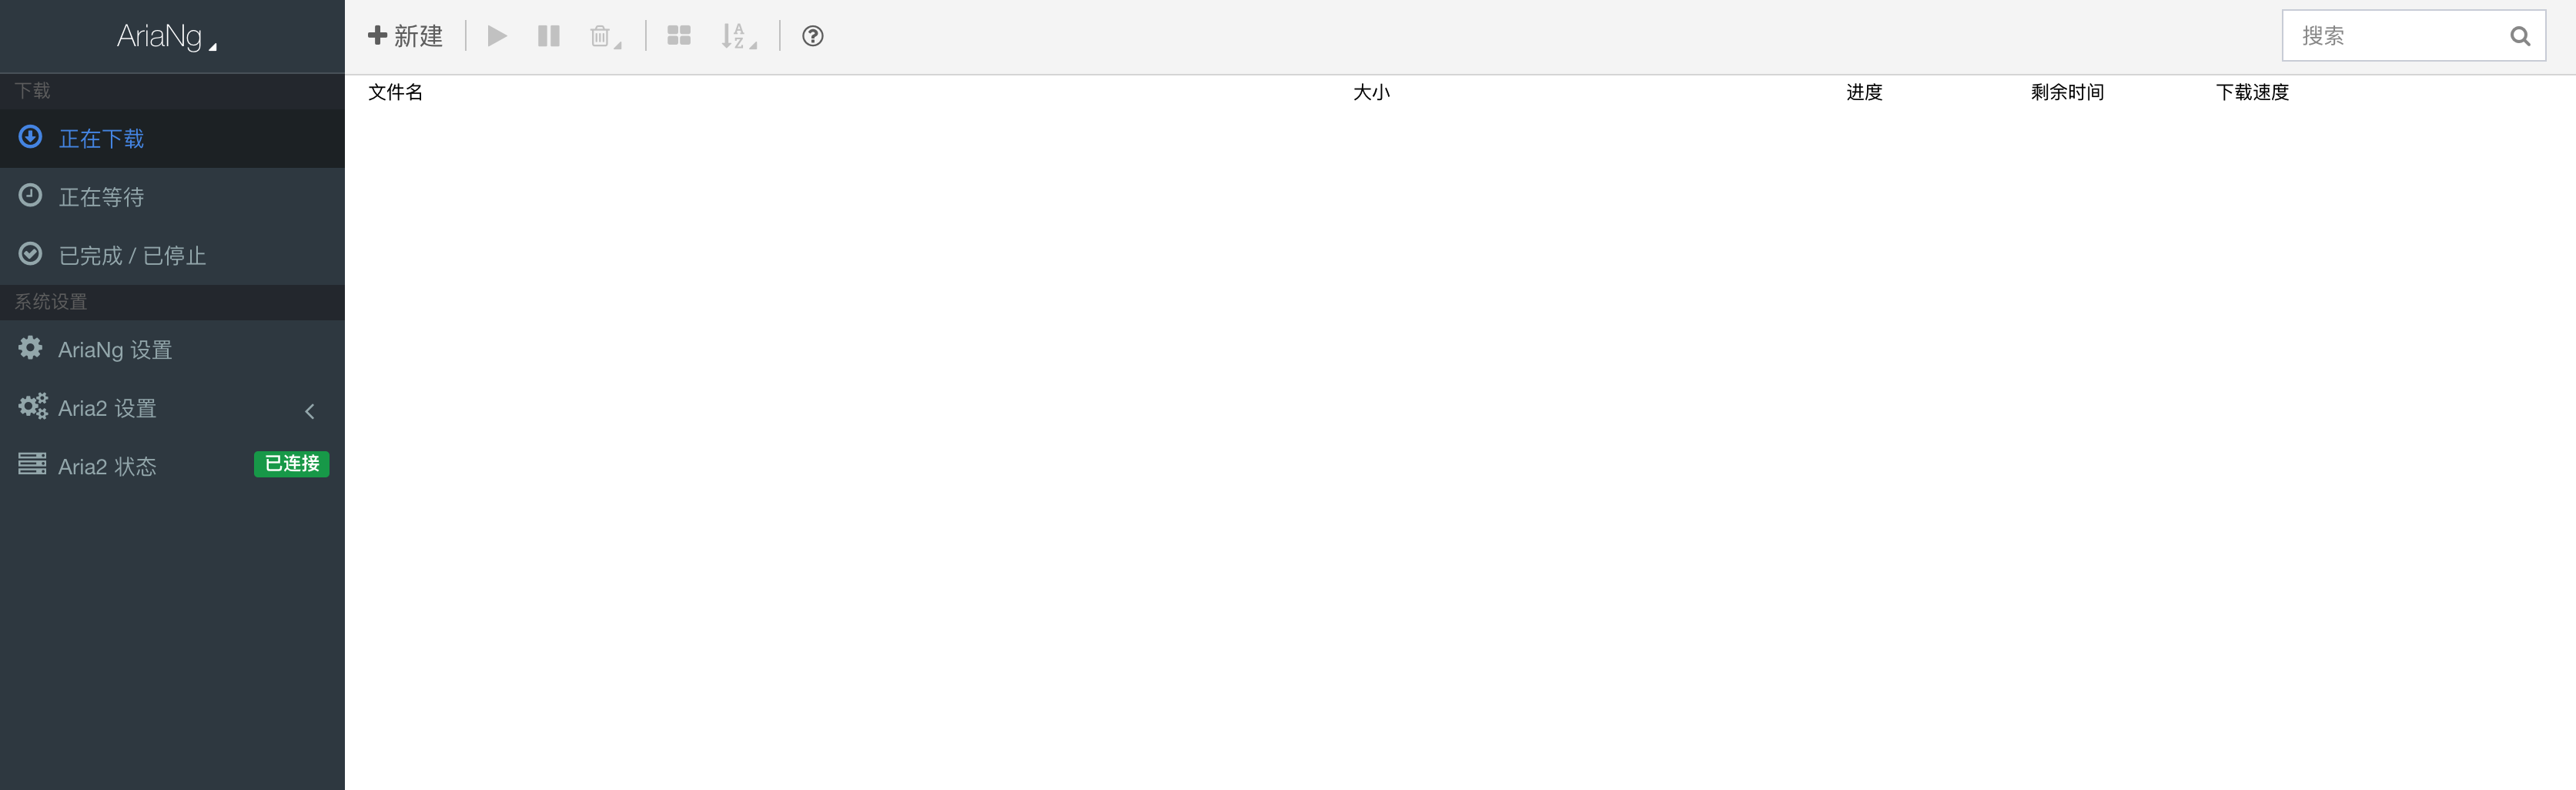 AriaNg
新建
搜索
下载
正在下载
正在等待
已完成 / 已停止
系统设置
AriaNg 设置
Aria2 设置
Aria2 状态 已连接
文件名 大小 进度 剩余时间 下载速度